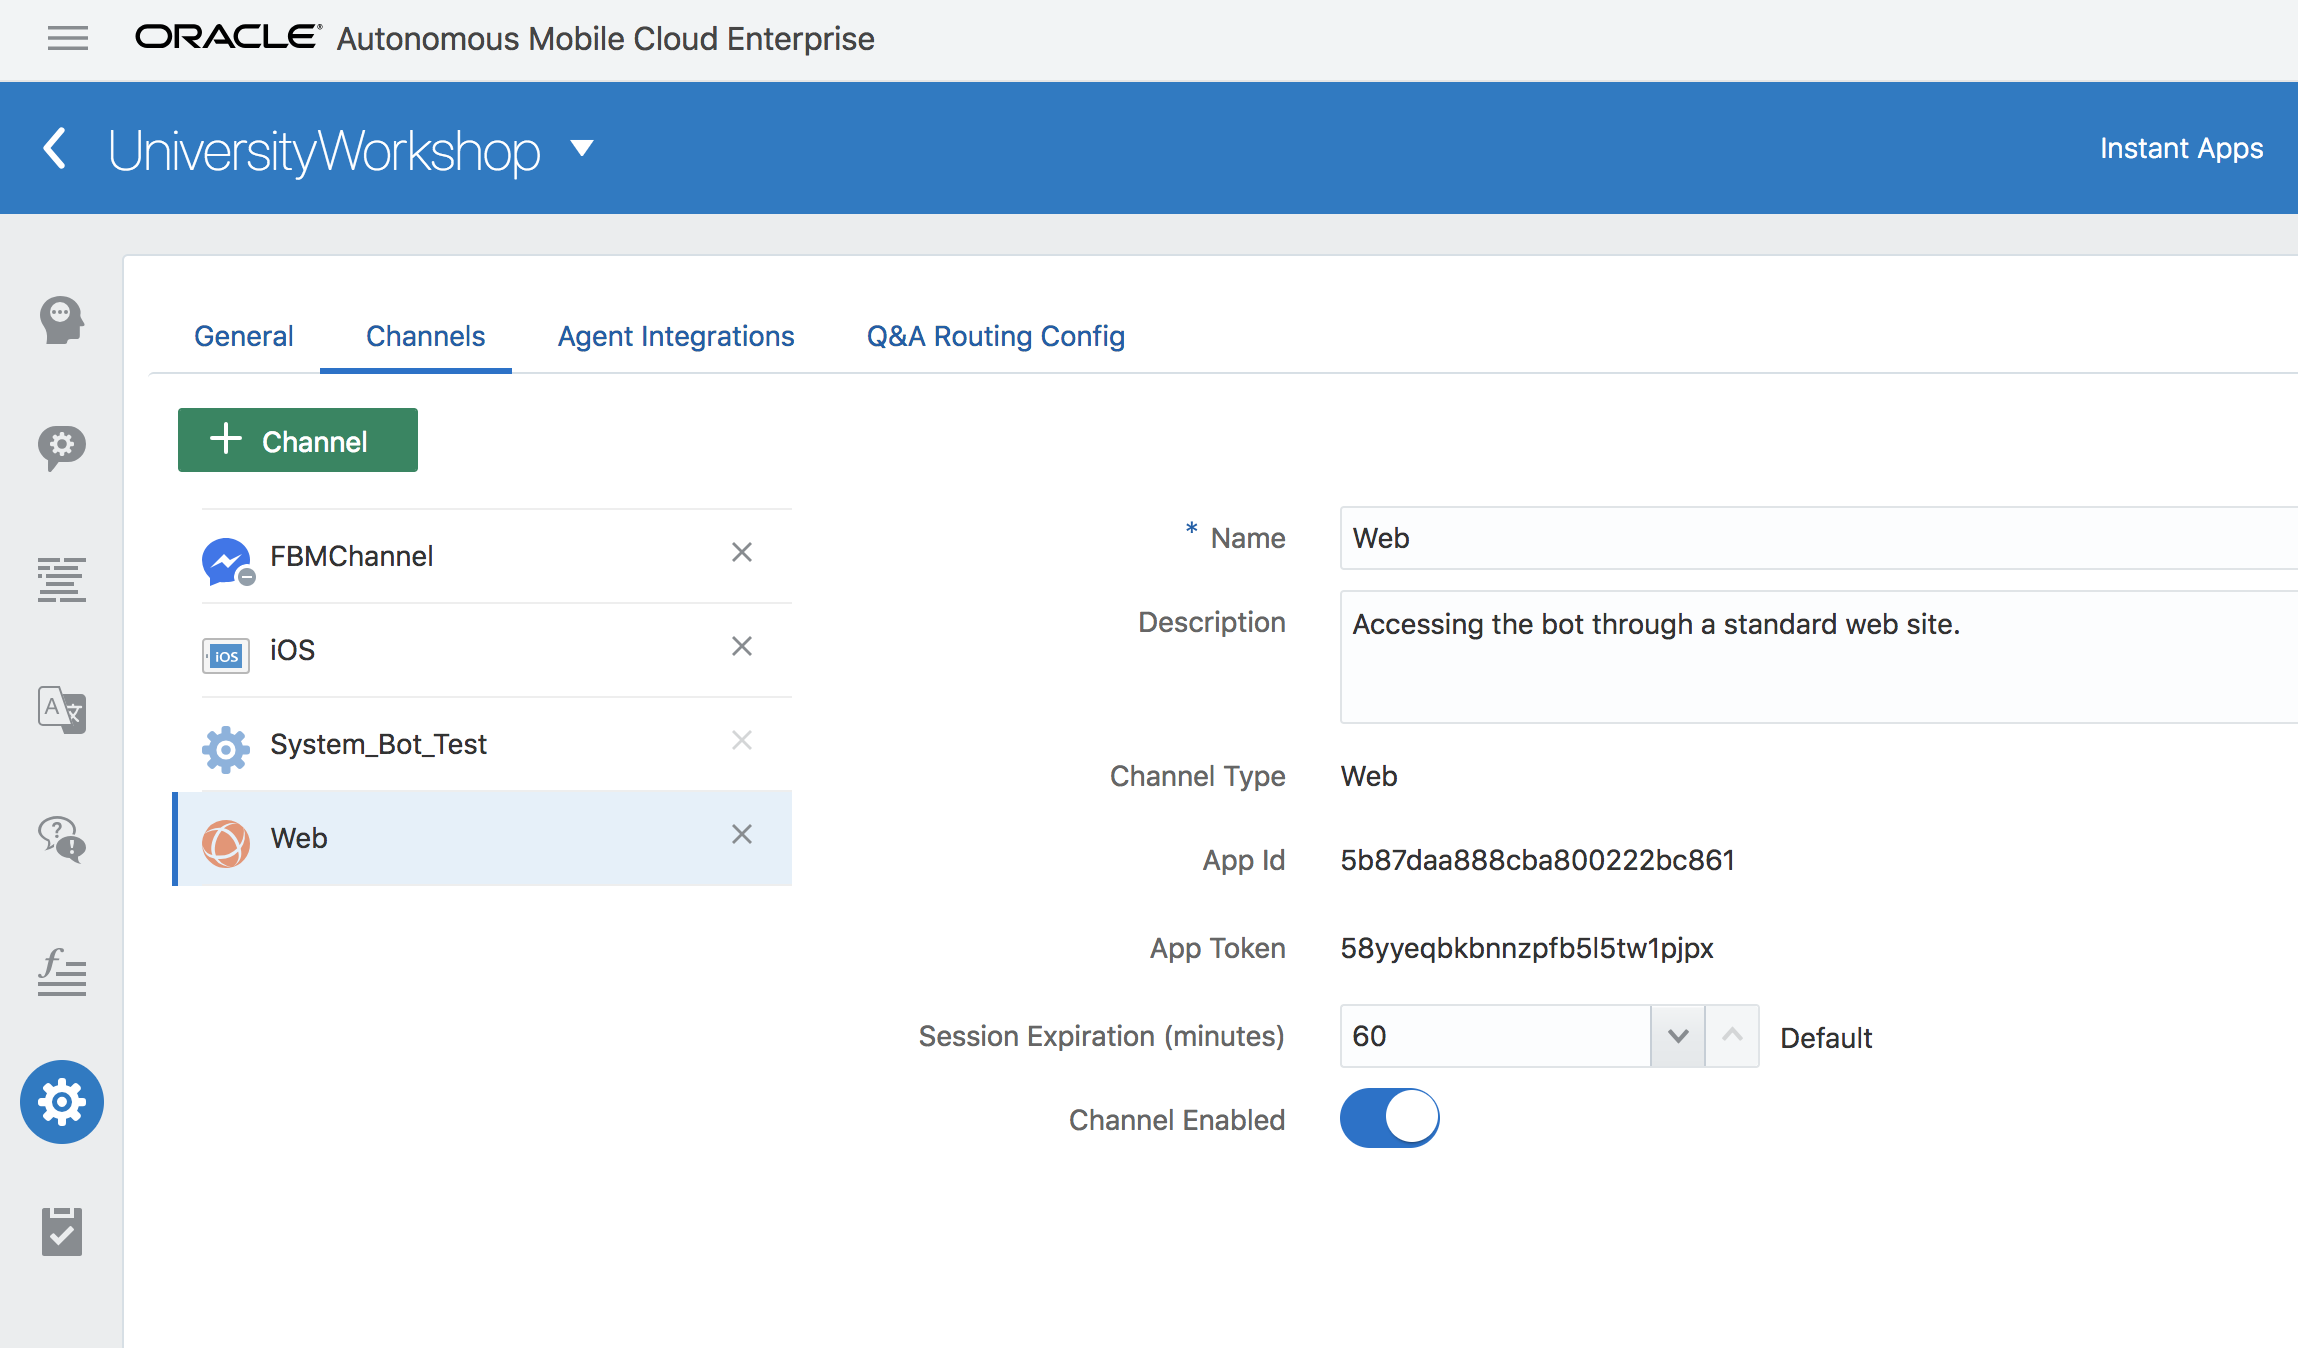 ORACLE® Autonomous Mobile Cloud Enterprise
UniversityWorkshop
Instant Apps
General Channels Agent Integrations Q&A Routing Config
+ Channel
FBMChannel
iOS iOS
System_Bot_Test
Web
* Name Web
Description Accessing the bot through a standard web site.
Channel Type Web
App Id 5b87daa888cba800222bc861
App Token 58yyeqbkbnnzpfb5l5tw1pjpx
Session Expiration (minutes) 60 Default
Channel Enabled